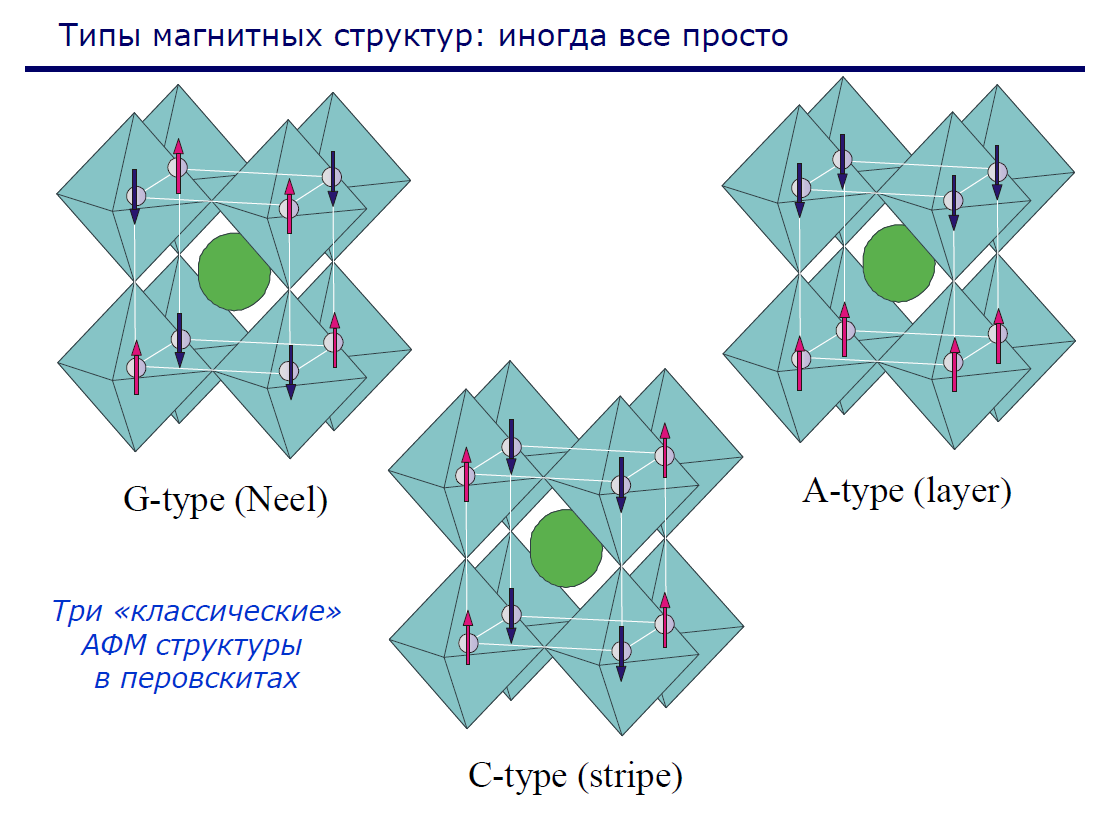 Типы магнитных структур: иногда все просто
G-type (Neel)
A-type (layer)
Три «классические»
АФМ структуры
в перовскитах
C-type (stripe)